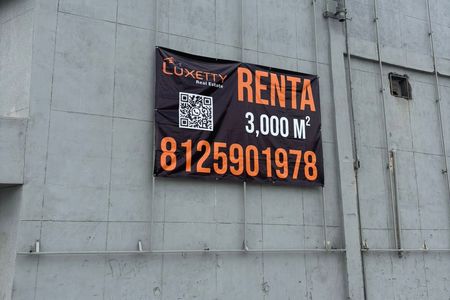 LUXETTY
Real Estate
RENTA
3,000 M²
8125901978